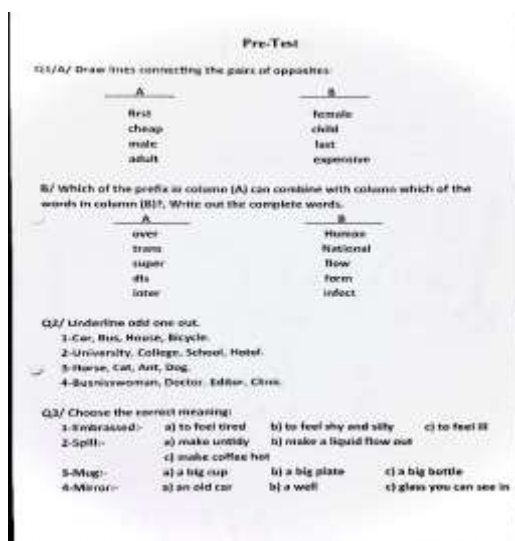 Pre-Test
Q1/A/ Draw lines connecting the pairs of opposites:
A B
first female
cheap child
male last
adult expensive
B/ Which of the prefix in column (A) can combine with column which of the
words in column (B)?, Write out the complete words.
A B
over Human
trans National
super flow
dis form
inter infect
Q2/ Underline odd one out.
1-Car, Bus, House, Bicycle.
2-University, College, School, Hotel.
3-Horse, Cat, Ant, Dog.
4-Busnisswoman, Doctor, Editor, Clinic.
Q3/ Choose the correct meaning:
1-Embrassed:- a) to feel tired b) to feel shy and silly c) to feel ill
2-Spill:- a) make untidy b) make a liquid flow out
c) make coffee hot
3-Mug:- a) a big cup b) a big plate c) a big bottle
4-Mirror:- a) an old car b) a well c) glass you can see in